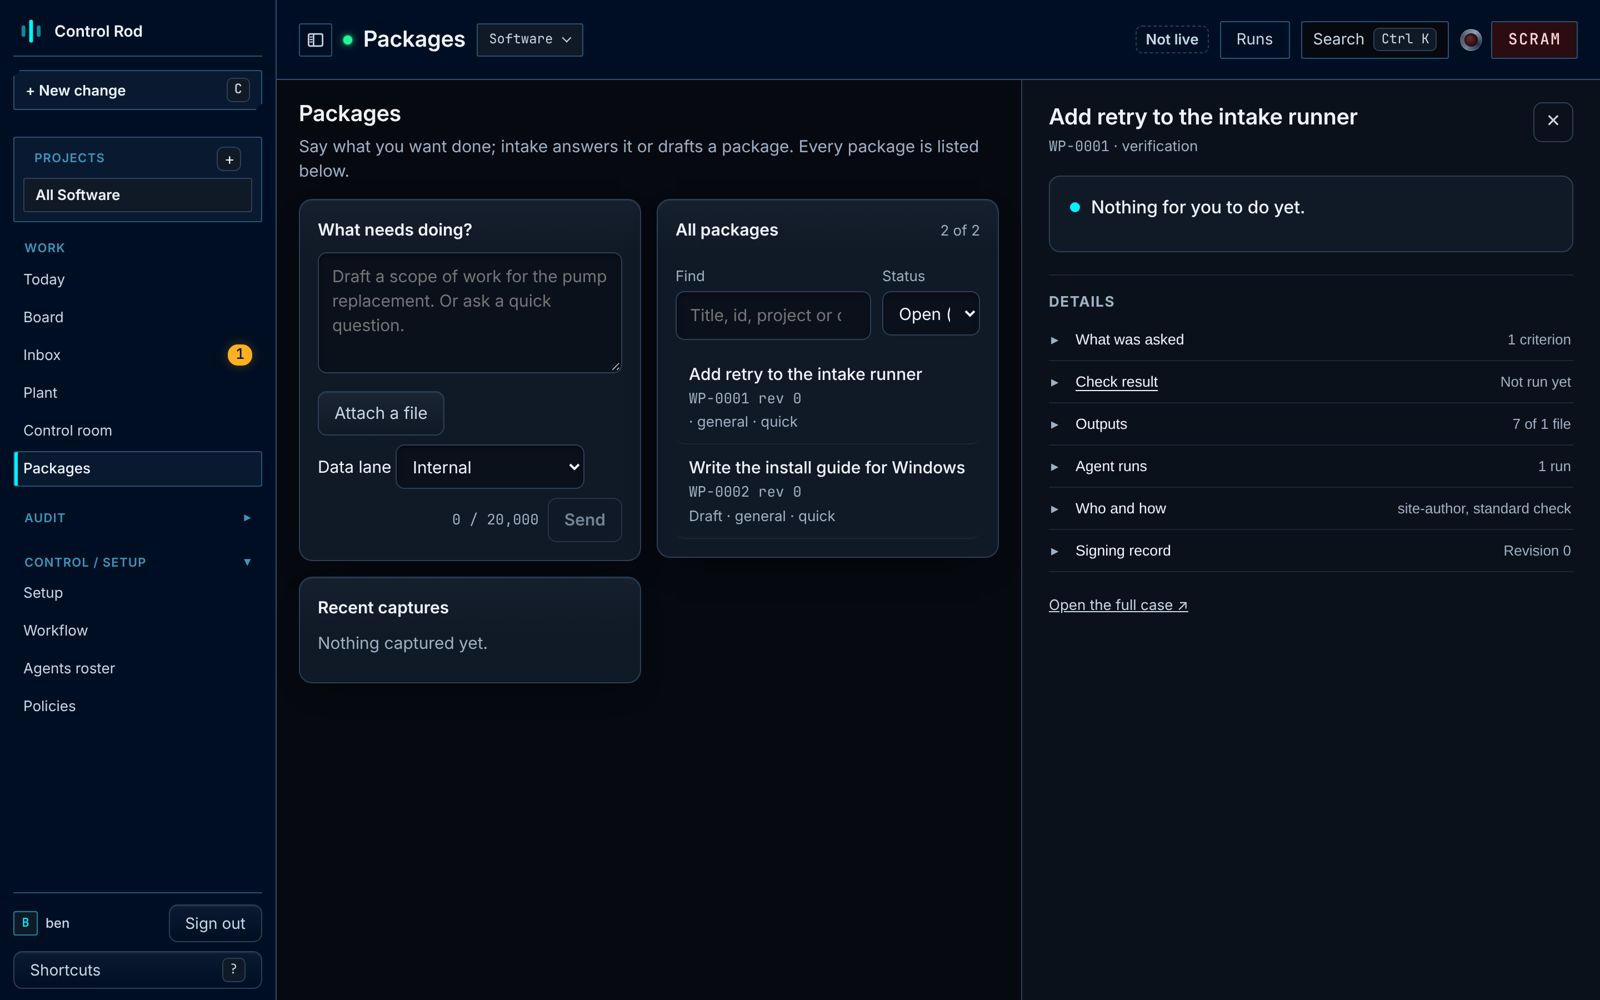 Control Rod
+ New change C
PROJECTS +
All Software
WORK
Today
Board
Inbox 1
Plant
Control room
Packages
AUDIT
CONTROL / SETUP
Setup
Workflow
Agents roster
Policies
B ben Sign out
Shortcuts ?
Packages Software
Not live Runs Search Ctrl K SCRAM
Packages
Say what you want done; intake answers it or drafts a package. Every package is listed
below.
What needs doing?
Draft a scope of work for the pump
replacement. Or ask a quick
question.
Attach a file
Data lane Internal
0 / 20,000 Send
Recent captures
Nothing captured yet.
All packages 2 of 2
Find Status
Title, id, project or Open (
Add retry to the intake runner
WP-0001 rev 0
· general · quick
Write the install guide for Windows
WP-0002 rev 0
Draft · general · quick
Add retry to the intake runner
WP-0001 · verification
Nothing for you to do yet.
DETAILS
What was asked 1 criterion
Check result Not run yet
Outputs 7 of 1 file
Agent runs 1 run
Who and how site-author, standard check
Signing record Revision 0
Open the full case ↗